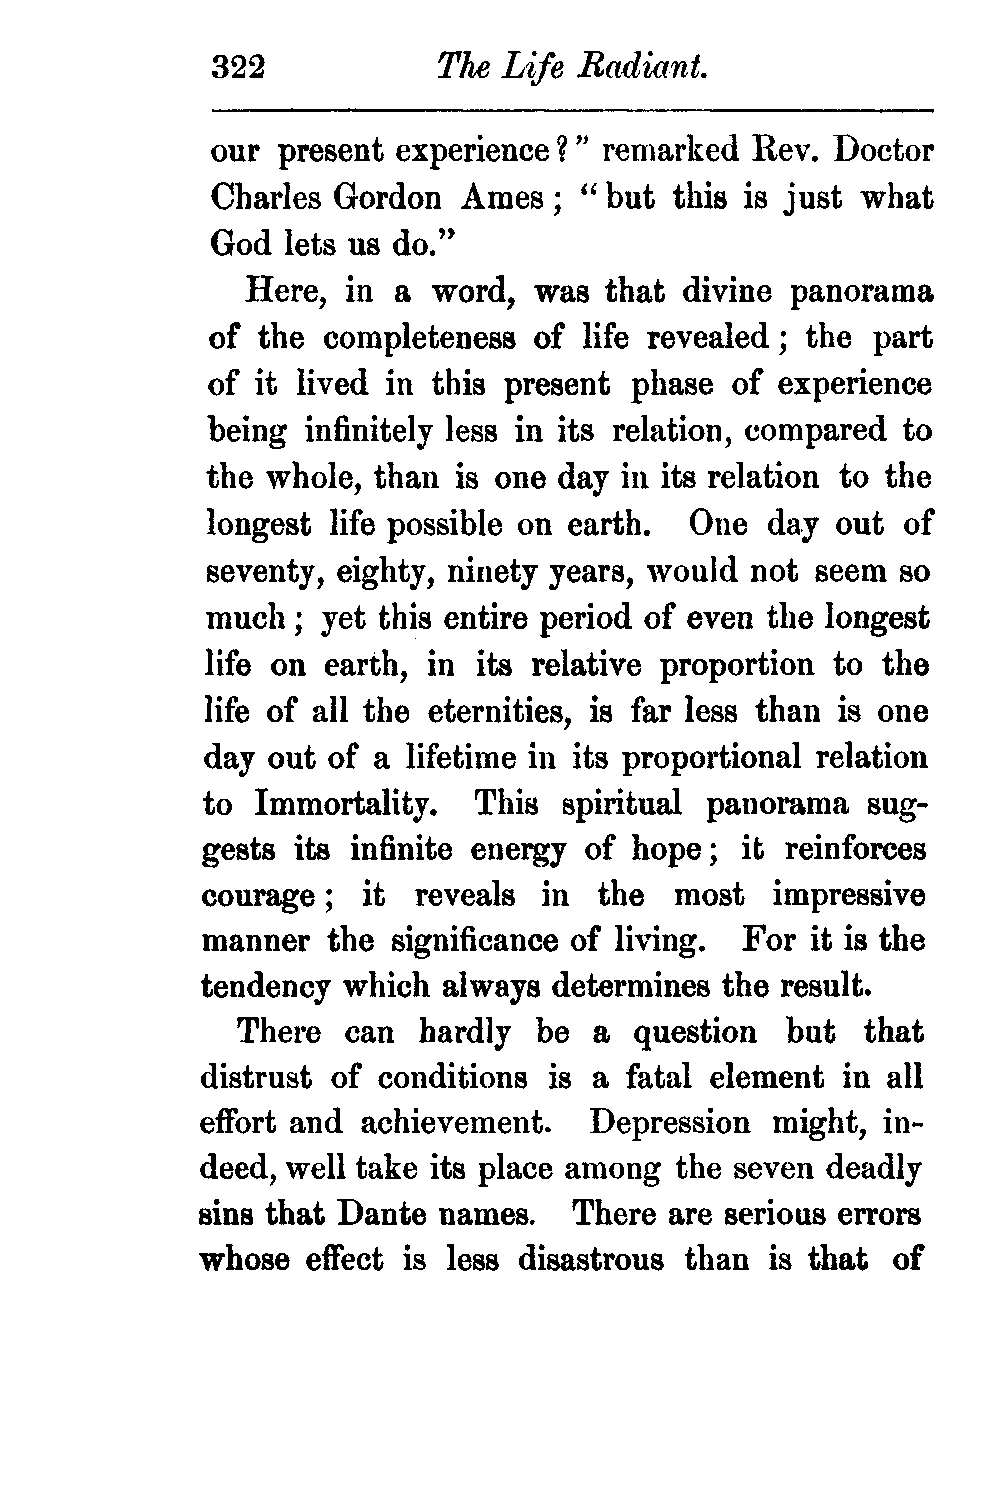 322 The Life Radiant.
our present experience?" remarked Rev. Doctor
Charles Gordon Ames; "but this is just what
God lets us do."
Here, in a word, was that divine panorama
of the completeness of life revealed; the part
of it lived in this present phase of experience
being infinitely less in its relation, compared to
the whole, than is one day in its relation to the
longest life possible on earth. One day out of
seventy, eighty, ninety years, would not seem so
much; yet this entire period of even the longest
life on earth, in its relative proportion to the
life of all the eternities, is far less than is one
day out of a lifetime in its proportional relation
to Immortality. This spiritual panorama sug-
gests its infinite energy of hope; it reinforces
courage; it reveals in the most impressive
manner the significance of living. For it is the
tendency which always determines the result.
There can hardly be a question but that
distrust of conditions is a fatal element in all
effort and achievement. Depression might, in-
deed, well take its place among the seven deadly
sins that Dante names. There are serious errors
whose effect is less disastrous than is that of